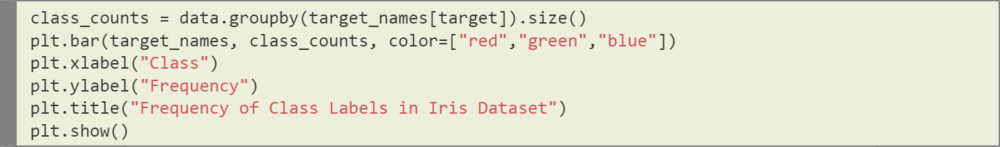 class_counts = data.groupby(target_names[target]).size()
plt.bar(target_names, class_counts, color=["red","green","blue"])
plt.xlabel("Class")
plt.ylabel("Frequency")
plt.title("Frequency of Class Labels in Iris Dataset")
plt.show()